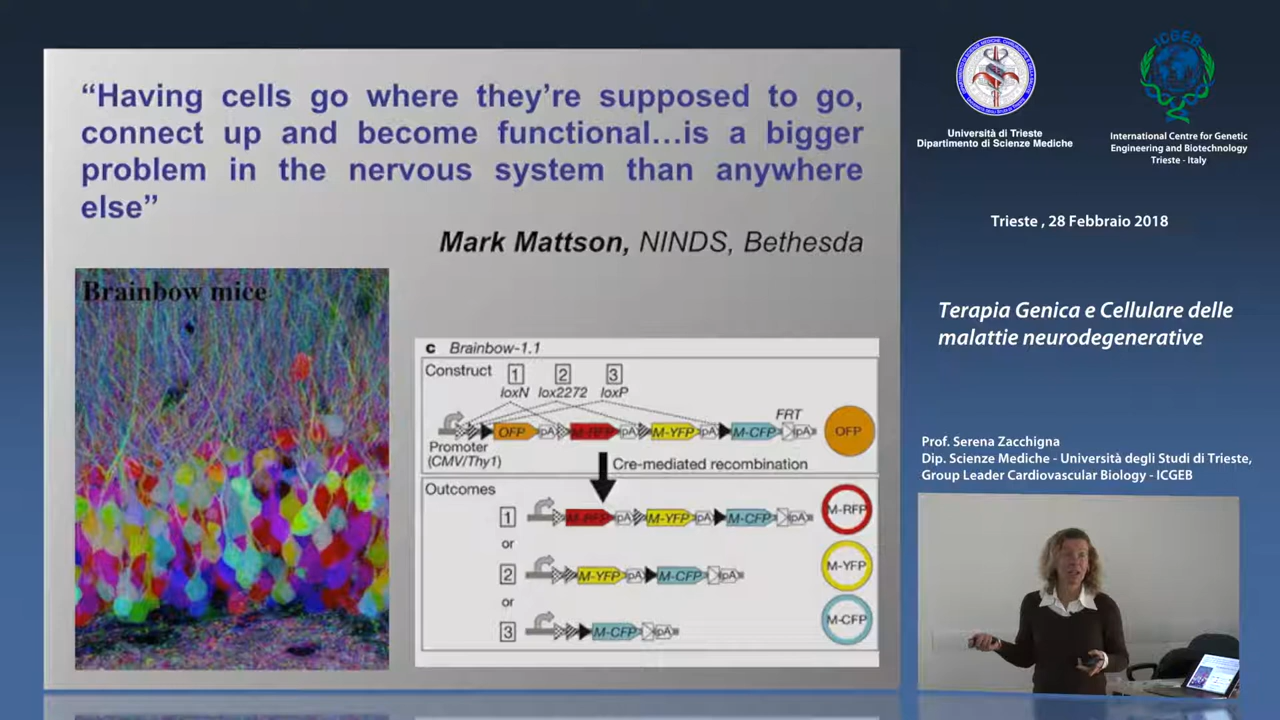 “Having cells go where they’re supposed to go,
connect up and become functional...is a bigger
problem in the nervous system than anywhere
else”
Mark Mattson, NINDS, Bethesda
Brainbow mice
c Brainbow-1.1
Construct
1 2 3
loxN lox2272 loxP
FRT
OFP pA M-RFP pA M-YFP pA M-CFP pA
OFP
Promoter
(CMV/Thy1)
Cre-mediated recombination
Outcomes
1 M-RFP pA M-YFP pA M-CFP pA
M-RFP
or
2 M-YFP pA M-CFP pA
M-YFP
or
3 M-CFP pA
M-CFP
ICGEB
Università di Trieste
Dipartimento di Scienze Mediche
International Centre for Genetic
Engineering and Biotechnology
Trieste - Italy
Trieste , 28 Febbraio 2018
Terapia Genica e Cellulare delle
malattie neurodegenerative
Prof. Serena Zacchigna
Dip. Scienze Mediche - Università degli Studi di Trieste,
Group Leader Cardiovascular Biology - ICGEB